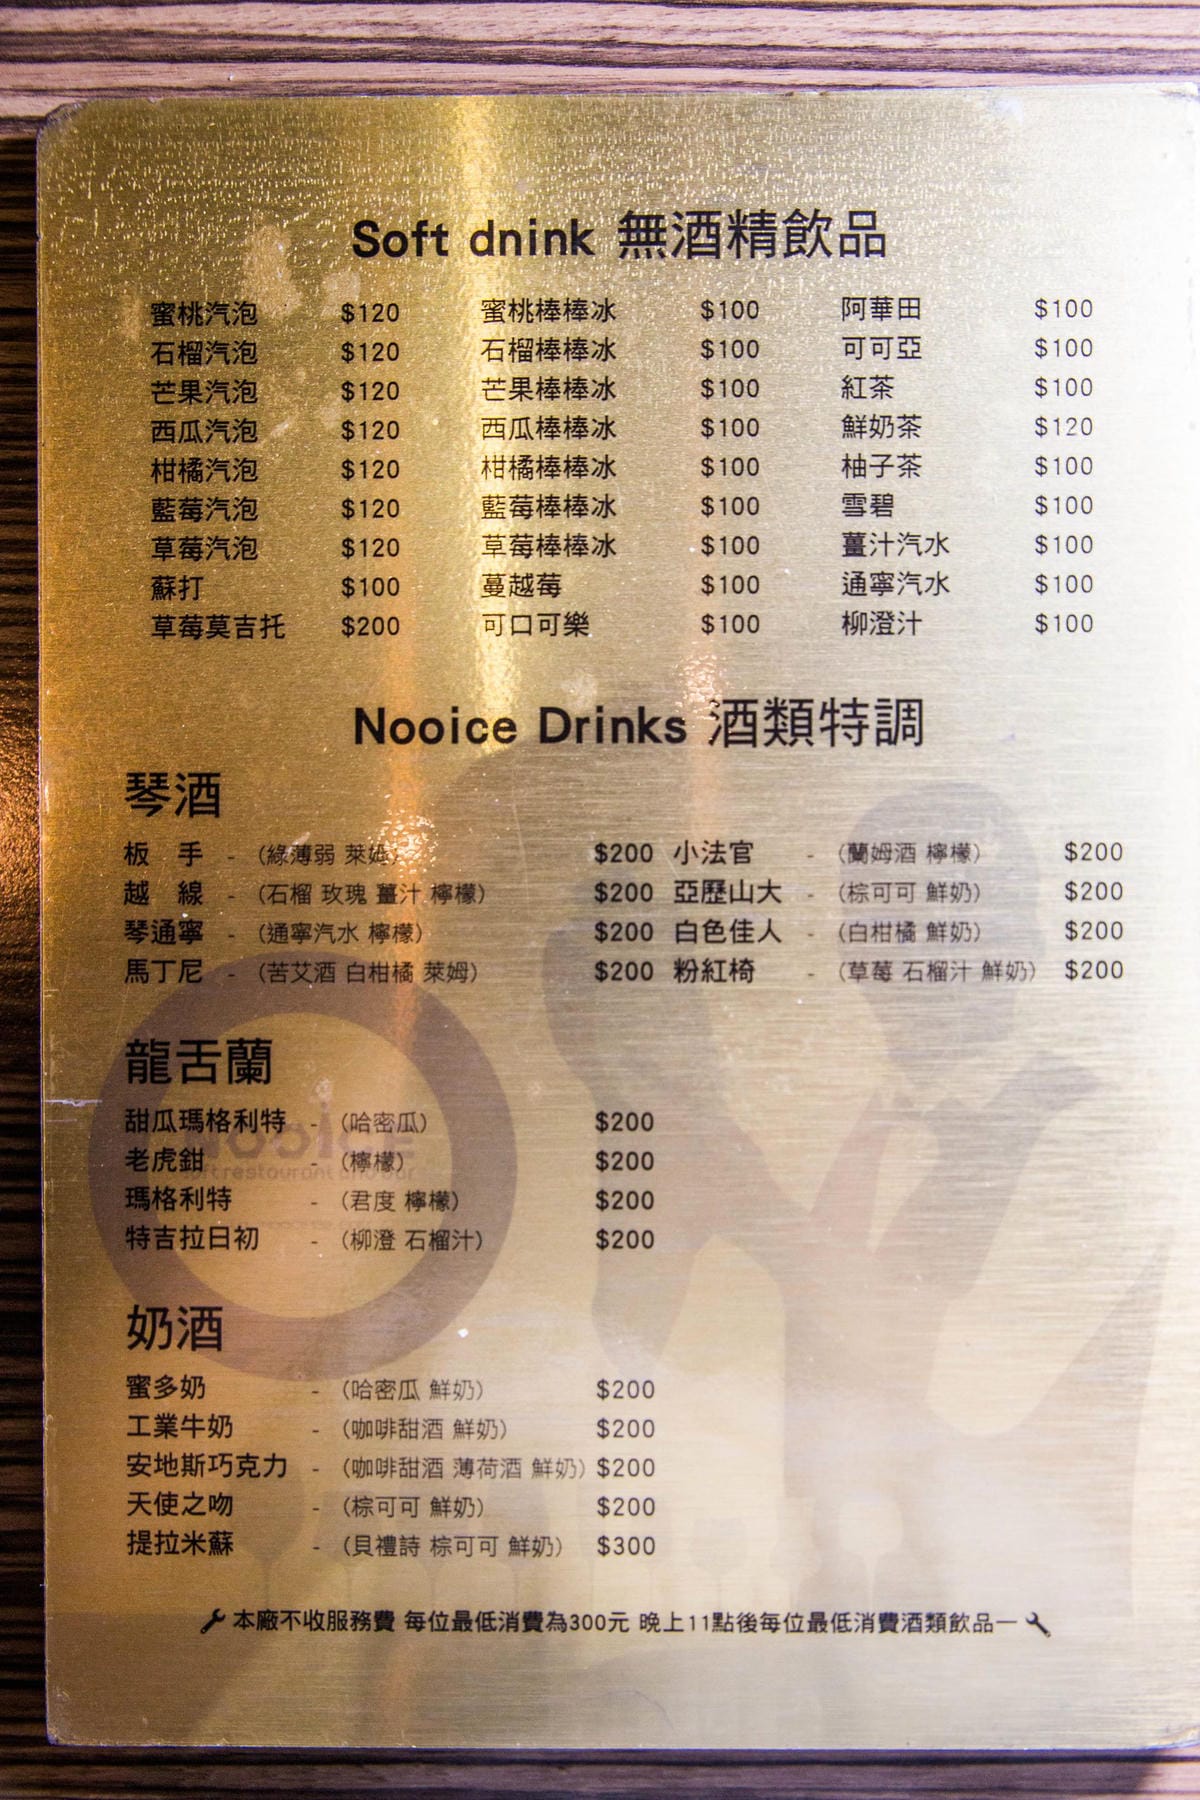 Soft dnink 無酒精飲品
蜜桃汽泡 $120 蜜桃棒棒冰 $100 阿華田 $100
石榴汽泡 $120 石榴棒棒冰 $100 可可亞 $100
芒果汽泡 $120 芒果棒棒冰 $100 紅茶 $100
西瓜汽泡 $120 西瓜棒棒冰 $100 鮮奶茶 $120
柑橘汽泡 $120 柑橘棒棒冰 $100 柚子茶 $100
藍莓汽泡 $120 藍莓棒棒冰 $100 雪碧 $100
草莓汽泡 $120 草莓棒棒冰 $100 薑汁汽水 $100
蘇打 $100 蔓越莓 $100 通寧汽水 $100
草莓莫吉托 $200 可口可樂 $100 柳澄汁 $100
Nooice Drinks 酒類特調
琴酒
板 手 - (綠薄弱 萊姆) $200 小法官 - (蘭姆酒 檸檬) $200
越 線 - (石榴 玫瑰 薑汁 檸檬) $200 亞歷山大 - (棕可可 鮮奶) $200
琴通寧 - (通寧汽水 檸檬) $200 白色佳人 - (白柑橘 鮮奶) $200
馬丁尼 - (苦艾酒 白柑橘 萊姆) $200 粉紅椅 - (草莓 石榴汁 鮮奶) $200
龍舌蘭
甜瓜瑪格利特 - (哈密瓜) $200
老虎鉗 - (檸檬) $200
瑪格利特 - (君度 檸檬) $200
特吉拉日初 - (柳澄 石榴汁) $200
奶酒
蜜多奶 - (哈密瓜 鮮奶) $200
工業牛奶 - (咖啡甜酒 鮮奶) $200
安地斯巧克力 - (咖啡甜酒 薄荷酒 鮮奶) $200
天使之吻 - (棕可可 鮮奶) $200
提拉米蘇 - (貝禮詩 棕可可 鮮奶) $300
本廠不收服務費 每位最低消費為300元 晚上11點後每位最低消費酒類飲品一